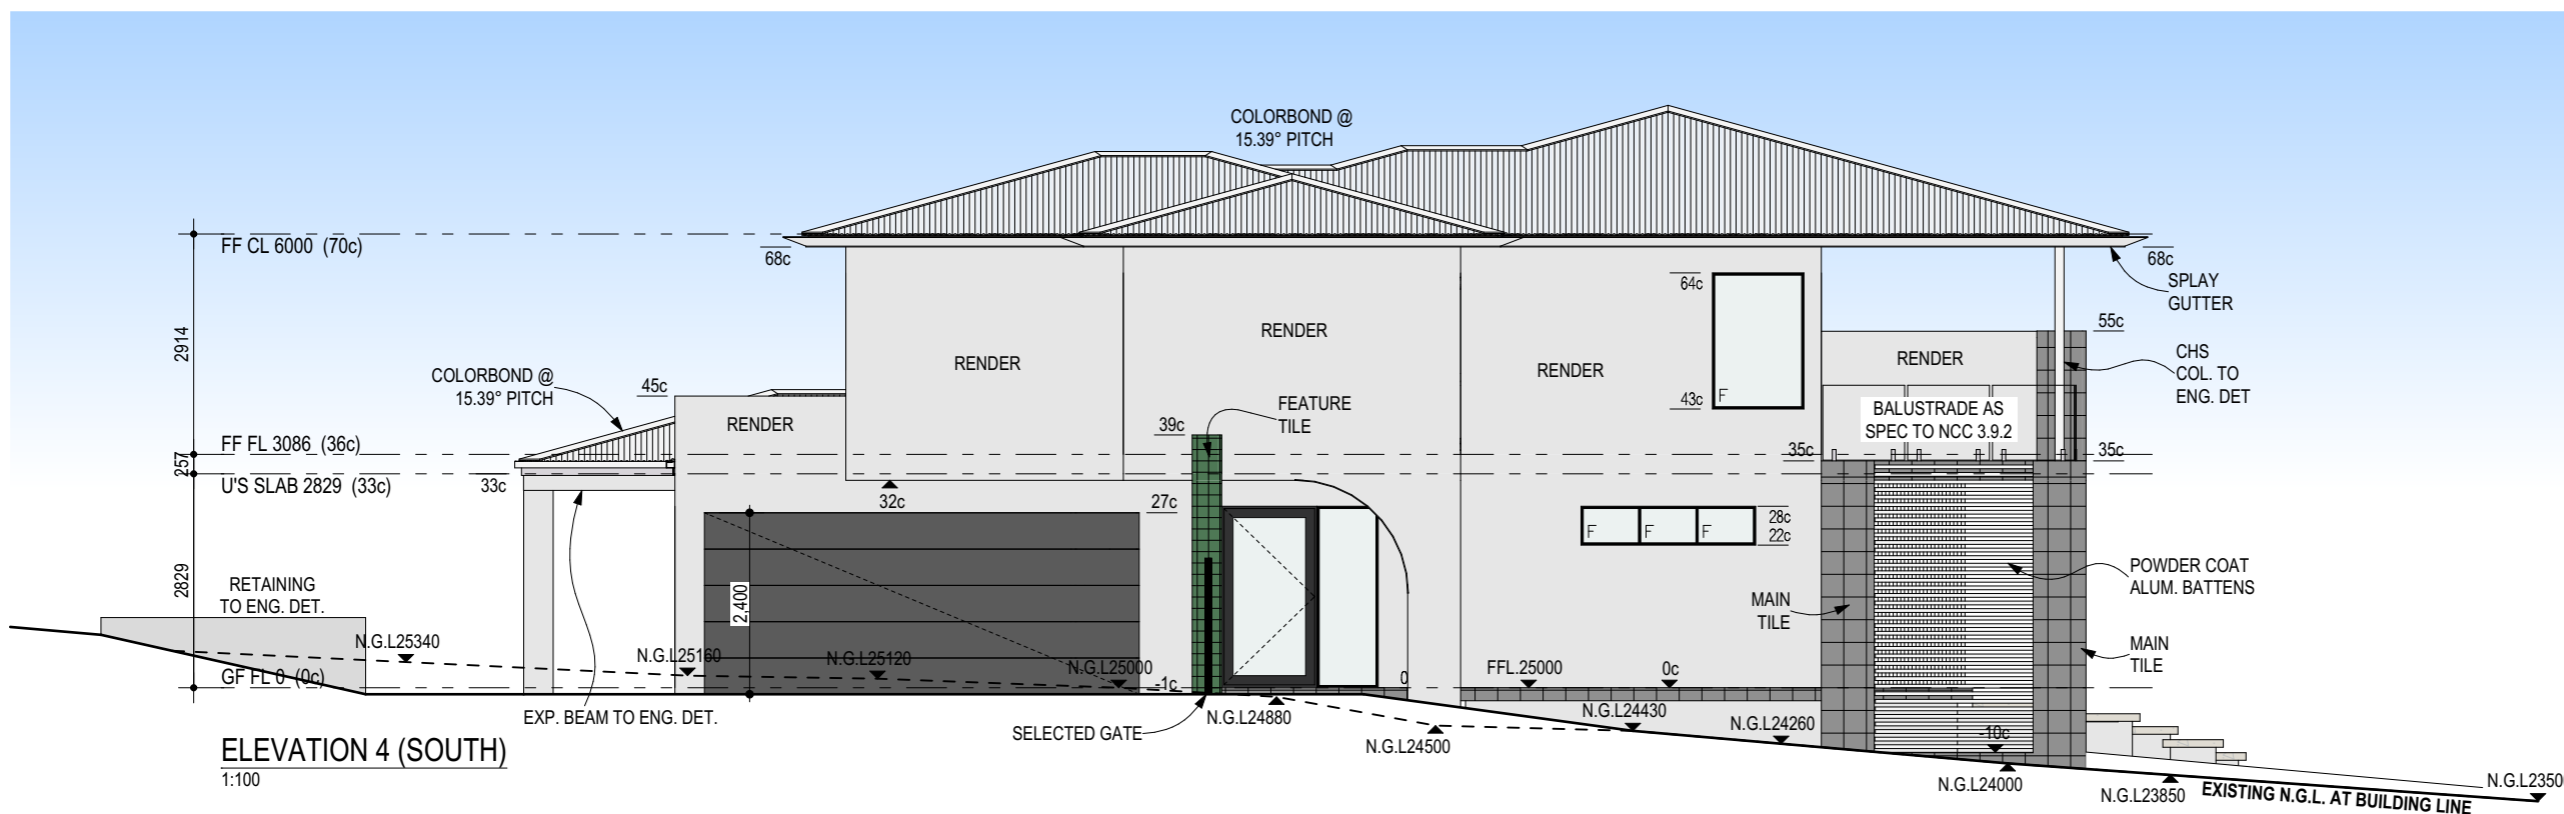 COLORBOND @
15.39° PITCH
FF CL 6000 (70c)
68c
68c
SPLAY
GUTTER
64c
2914
RENDER
RENDER
RENDER
55c
RENDER
CHS
COL. TO
ENG. DET
COLORBOND @
15.39° PITCH
45c
RENDER
FEATURE
TILE
43c
F
BALUSTRADE AS
SPEC TO NCC 3.9.2
39c
FF FL 3086 (36c)
35c
35c
257
U'S SLAB 2829 (33c)
33c
32c
27c
28c
22c
F
F
F
2829
RETAINING
TO ENG. DET.
2,400
POWDER COAT
ALUM. BATTENS
MAIN
TILE
MAIN
TILE
N.G.L25340
N.G.L25160
N.G.L25120
N.G.L25000
FFL.25000
0c
GF FL 0 (0c)
-1c
0
EXP. BEAM TO ENG. DET.
SELECTED GATE
N.G.L24880
N.G.L24500
N.G.L24430
N.G.L24260
-10c
N.G.L24000
N.G.L23850
EXISTING N.G.L. AT BUILDING LINE
N.G.L2350
ELEVATION 4 (SOUTH)
1:100